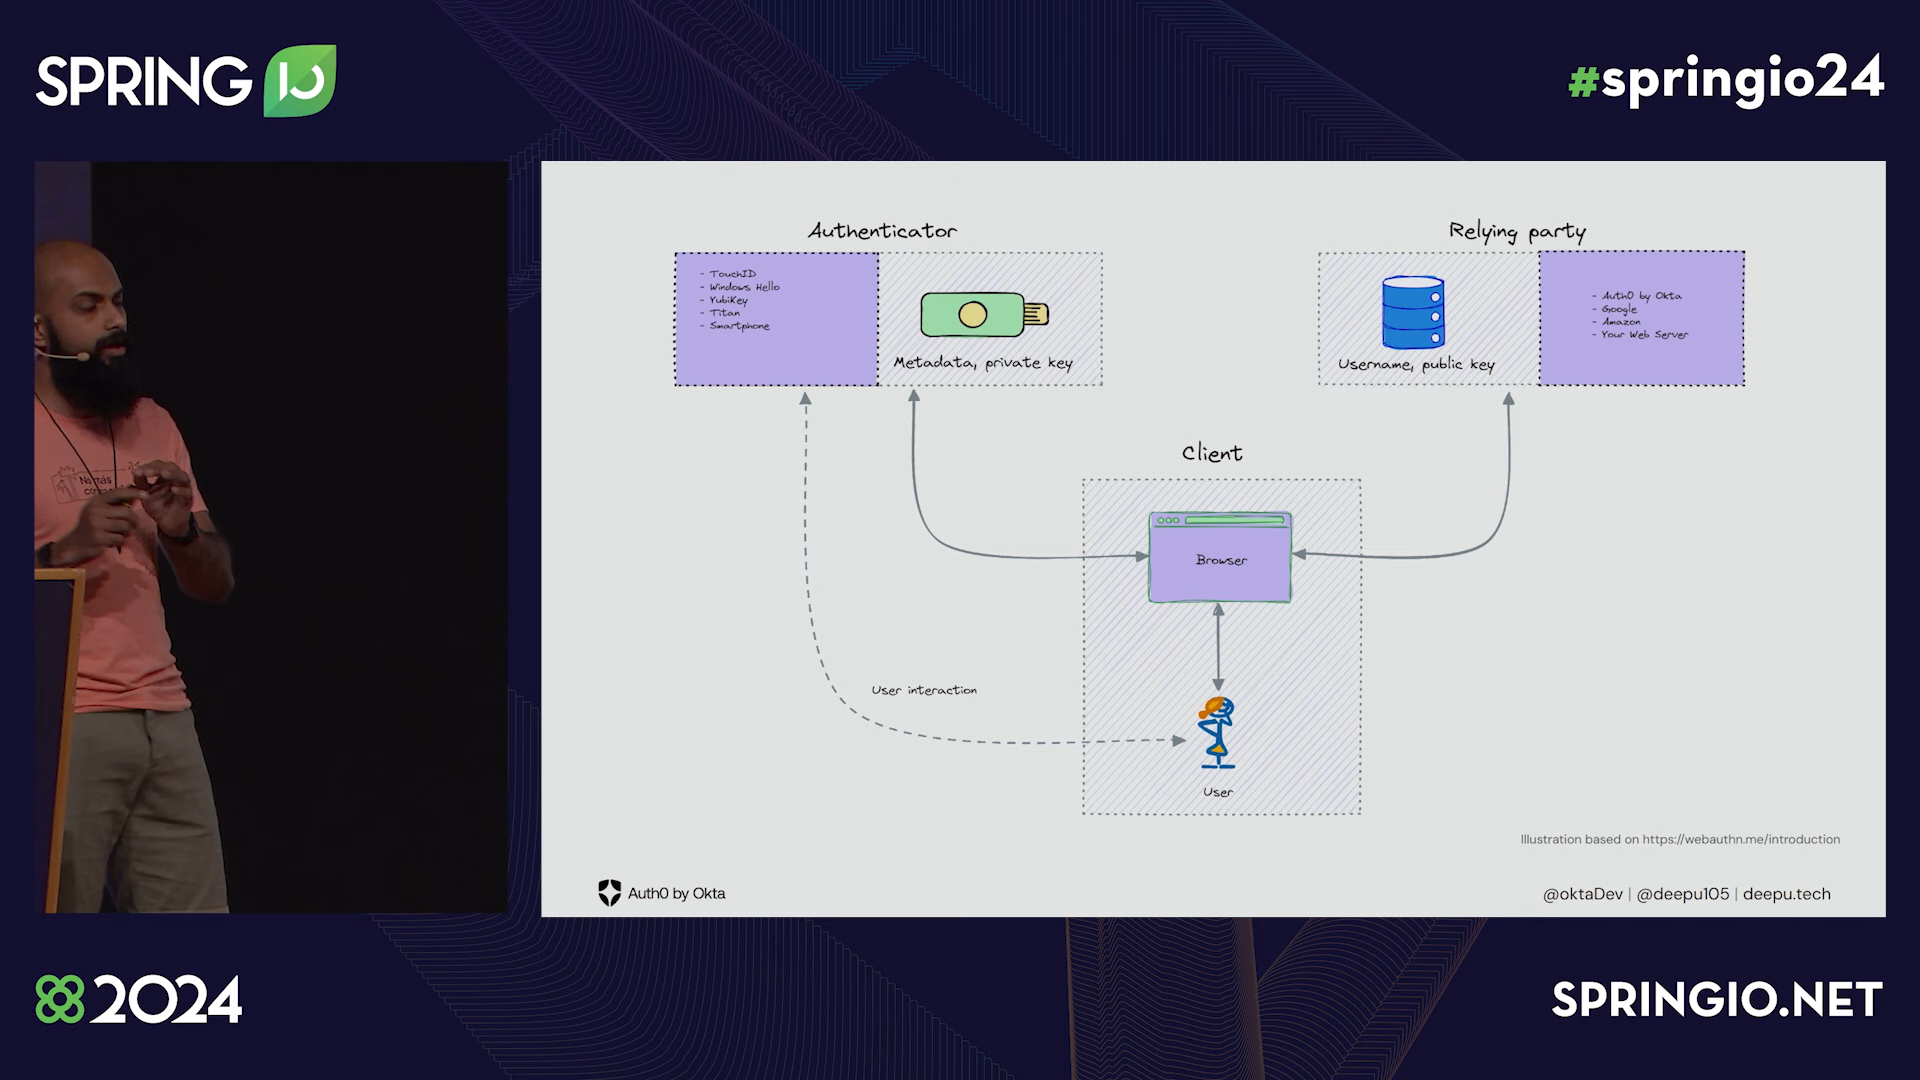 SPRING IO
#springio24
Authenticator
- TouchID
- Windows Hello
- YubiKey
- Titan
- Smartphone
Metadata, private key
Relying party
Username, public key
- Auth0 by Okta
- Google
- Amazon
- Your Web Server
Client
Browser
User interaction
User
Illustration based on https://webauthn.me/introduction
Auth0 by Okta
@oktaDev | @deepu105 | deepu.tech
2024
SPRINGIO.NET